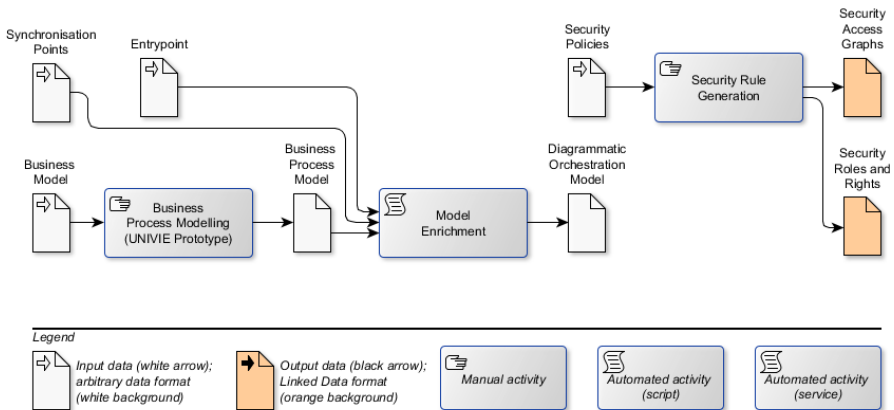 Synchronisation
Points
Entrypoint
Security
Policies
Security
Access
Graphs
Security Rule
Generation
Business
Model
Business
Process
Model
Diagrammatic
Orchestration
Model
Security
Roles and
Rights
Business
Process Modelling
(UNIVIE Prototype)
Model
Enrichment
Legend
Input data (white arrow);
arbitrary data format
(white background)
Output data (black arrow);
Linked Data format
(orange background)
Manual activity
Automated activity
(script)
Automated activity
(service)